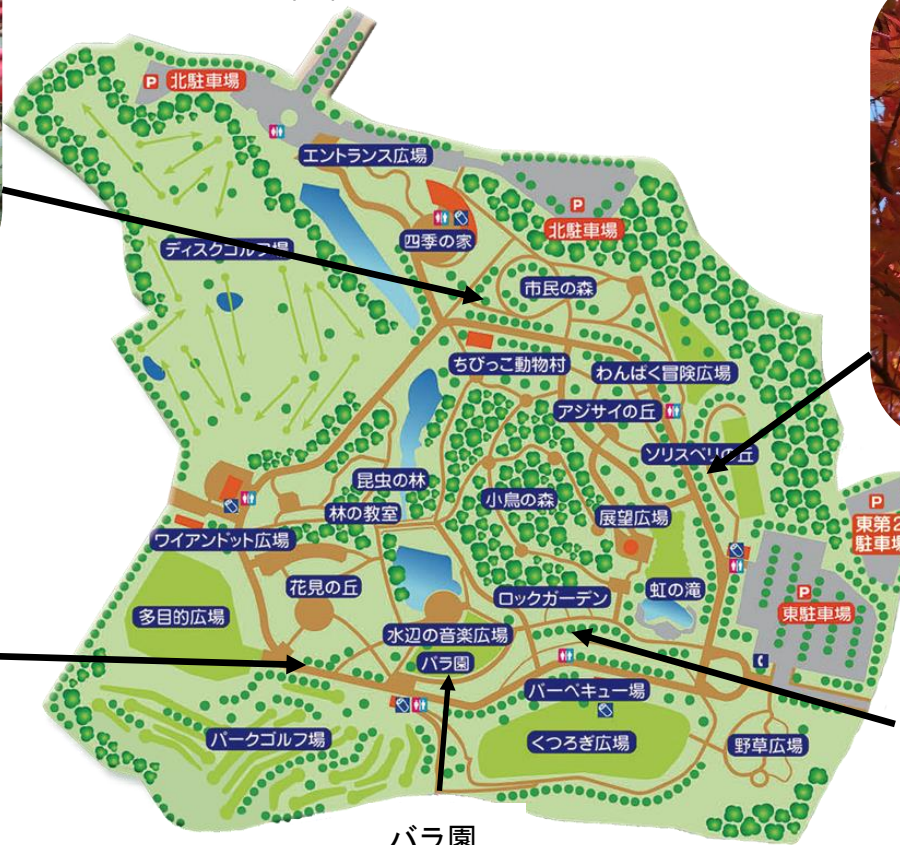 P 北駐車場
エントランス広場
P
北駐車場
四季の家
ディスクゴルフ場
市民の森
ちびっこ動物村
わんぱく冒険広場
アジサイの丘
ソリスベリの丘
昆虫の林
小鳥の森
林の教室
展望広場
P
東第2
駐車場
ワイアンドット広場
花見の丘
ロックガーデン
虹の滝
P
東駐車場
多目的広場
水辺の音楽広場
バラ園
バーベキュー場
パークゴルフ場
くつろぎ広場
野草広場
バラ園